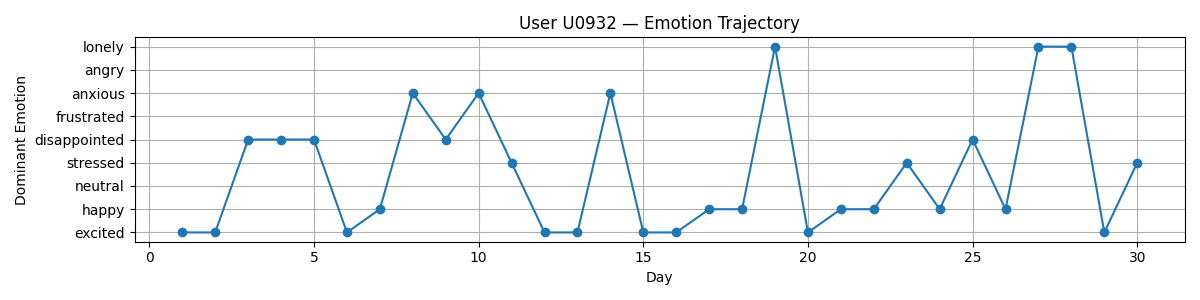 User U0932 — Emotion Trajectory
Dominant Emotion
lonely
angry
anxious
frustrated
disappointed
stressed
neutral
happy
excited
0 5 10 15 20 25 30
Day